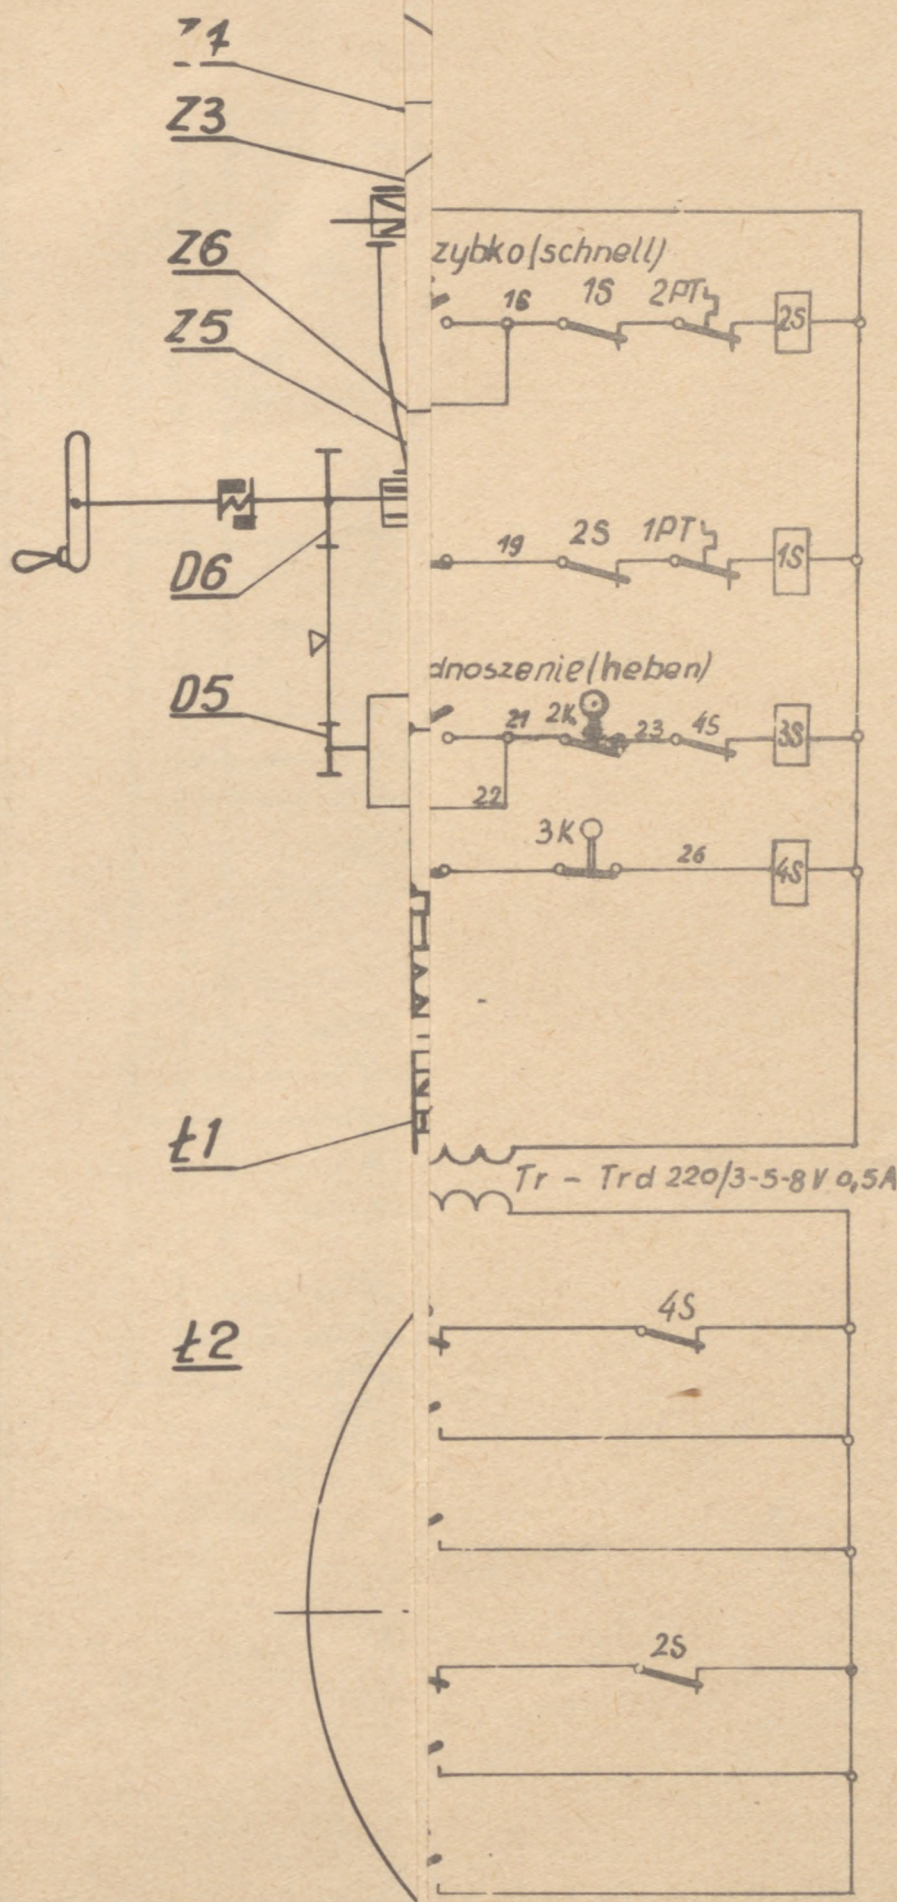 Z3
Z6
Z5
D6
D5
Ł1
Ł2
zybko (schnell)
16 1S 2PT 2S
19 2S 1PT 1S
dnoszenie (heben)
21 2K 23 4S 3S
22
3K 26 4S
Tr - Trd 220/3-5-8V 0,5A
4S
2S